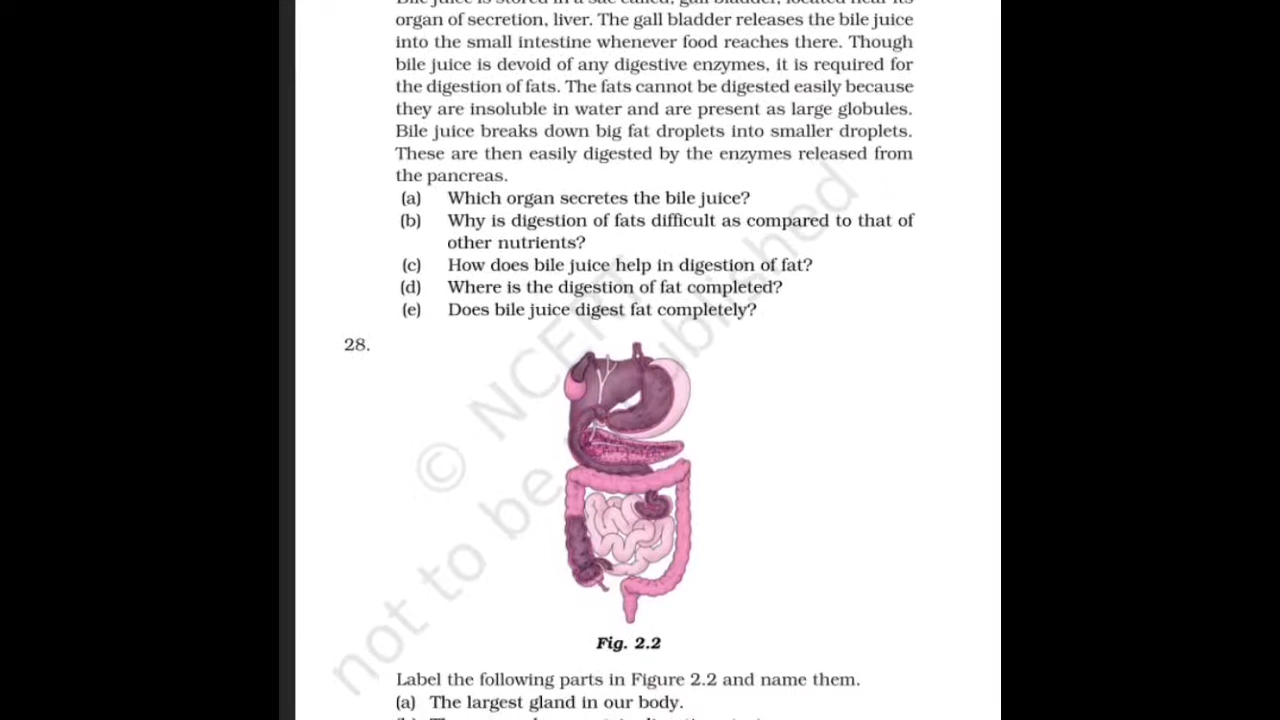 organ of secretion, liver. The gall bladder releases the bile juice
into the small intestine whenever food reaches there. Though
bile juice is devoid of any digestive enzymes, it is required for
the digestion of fats. The fats cannot be digested easily because
they are insoluble in water and are present as large globules.
Bile juice breaks down big fat droplets into smaller droplets.
These are then easily digested by the enzymes released from
the pancreas.
(a) Which organ secretes the bile juice?
(b) Why is digestion of fats difficult as compared to that of
other nutrients?
(c) How does bile juice help in digestion of fat?
(d) Where is the digestion of fat completed?
(e) Does bile juice digest fat completely?
28.
© NCERT
not to be published
Fig. 2.2
Label the following parts in Figure 2.2 and name them.
(a) The largest gland in our body.